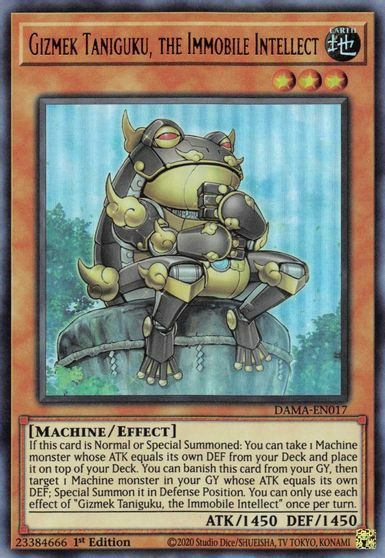 Gizmek Taniguku, the Immobile Intellect
EARTH
地
DAMA-EN017
[Machine/Effect]
If this card is Normal or Special Summoned: You can take 1 Machine
monster whose ATK equals its own DEF from your Deck and place
it on top of your Deck. You can banish this card from your GY, then
target 1 Machine monster in your GY whose ATK equals its own
DEF; Special Summon it in Defense Position. You can only use each
effect of "Gizmek Taniguku, the Immobile Intellect" once per turn.
ATK/1450 DEF/1450
23384666 1st Edition ©2020 Studio Dice/SHUEISHA, TV TOKYO, KONAMI